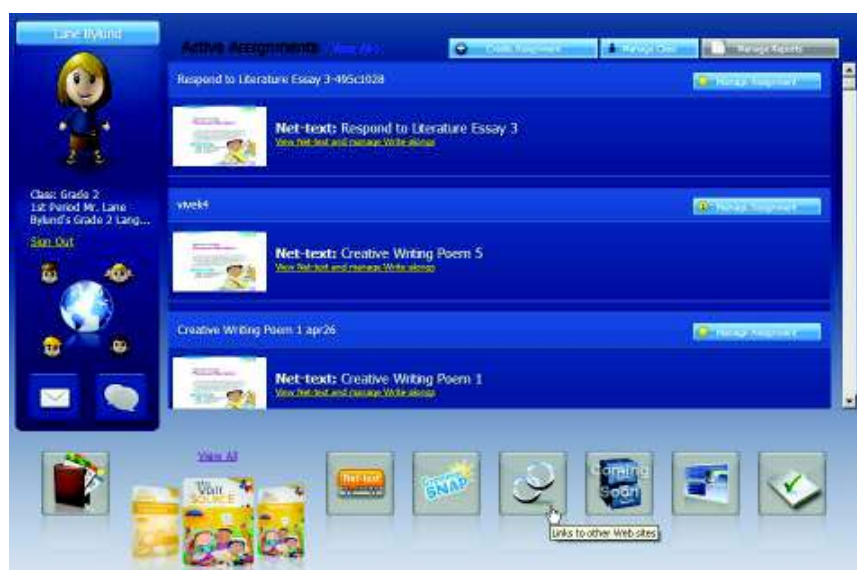 Lane Bylund
Active Assignments View All
Create Assignment
Manage Class
Manage Reports
Respond to Literature Essay 3-495c1028
Manage Assignment
Net-text: Respond to Literature Essay 3
View Net-text and manage Write alongs
Class: Grade 2
1st Period Mr. Lane
Bylund's Grade 2 Lang...
Sign Out
vivek4
Manage Assignment
Net-text: Creative Writing Poem 5
View Net-text and manage Write alongs
Creative Writing Poem 1 apr26
Manage Assignment
Net-text: Creative Writing Poem 1
View Net-text and manage Write alongs
View All
Write
SOURCE
Net-text
SNAP
Coming
Soon
Links to other Web sites